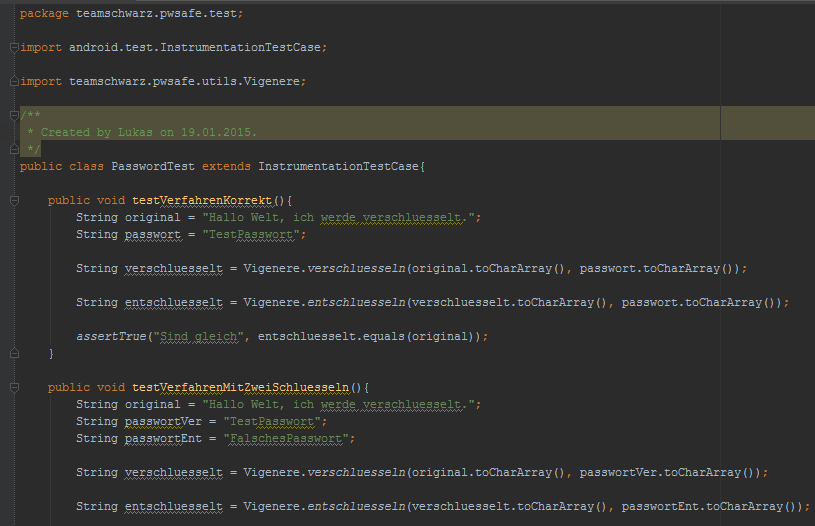 package teamschwarz.pwsafe.test;
import android.test.InstrumentationTestCase;
import teamschwarz.pwsafe.utils.Vigenere;
/**
 * Created by Lukas on 19.01.2015.
 */
public class PasswordTest extends InstrumentationTestCase{
    public void testVerfahrenKorrekt(){
        String original = "Hallo Welt, ich werde verschluesselt.";
        String passwort = "TestPasswort";
        String verschluesselt = Vigenere.verschluesseln(original.toCharArray(), passwort.toCharArray());
        String entschluesselt = Vigenere.entschluesseln(verschluesselt.toCharArray(), passwort.toCharArray());
        assertTrue("Sind gleich", entschluesselt.equals(original));
    }
    public void testVerfahrenMitZweiSchluesseln(){
        String original = "Hallo Welt, ich werde verschluesselt.";
        String passwortVer = "TestPasswort";
        String passwortEnt = "FalschesPasswort";
        String verschluesselt = Vigenere.verschluesseln(original.toCharArray(), passwortVer.toCharArray());
        String entschluesselt = Vigenere.entschluesseln(verschluesselt.toCharArray(), passwortEnt.toCharArray());